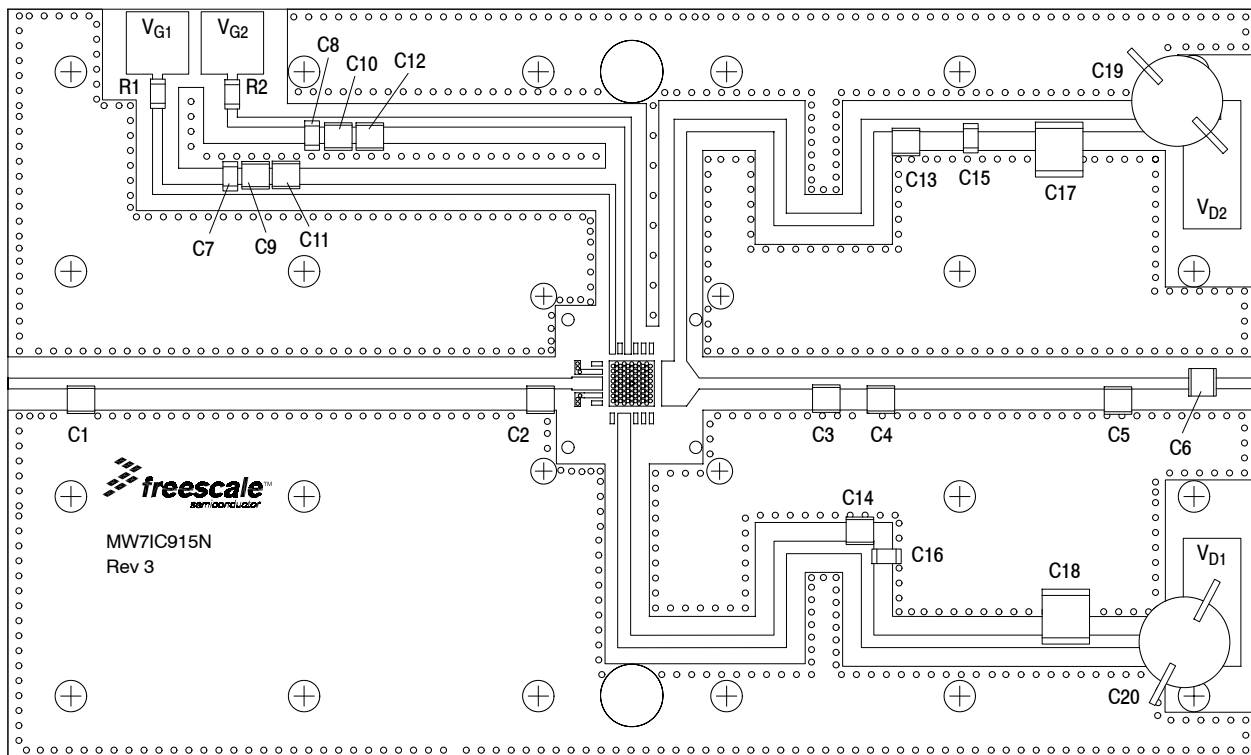 VG1 VG2
R1 R2
C8
C10
C12
C19
C13
C15
C17
VD2
C7
C9
C11
C1
C2
C3
C4
C5
C6
freescale™
semiconductor
MW7IC915N
Rev 3
C14
C16
C18
VD1
C20